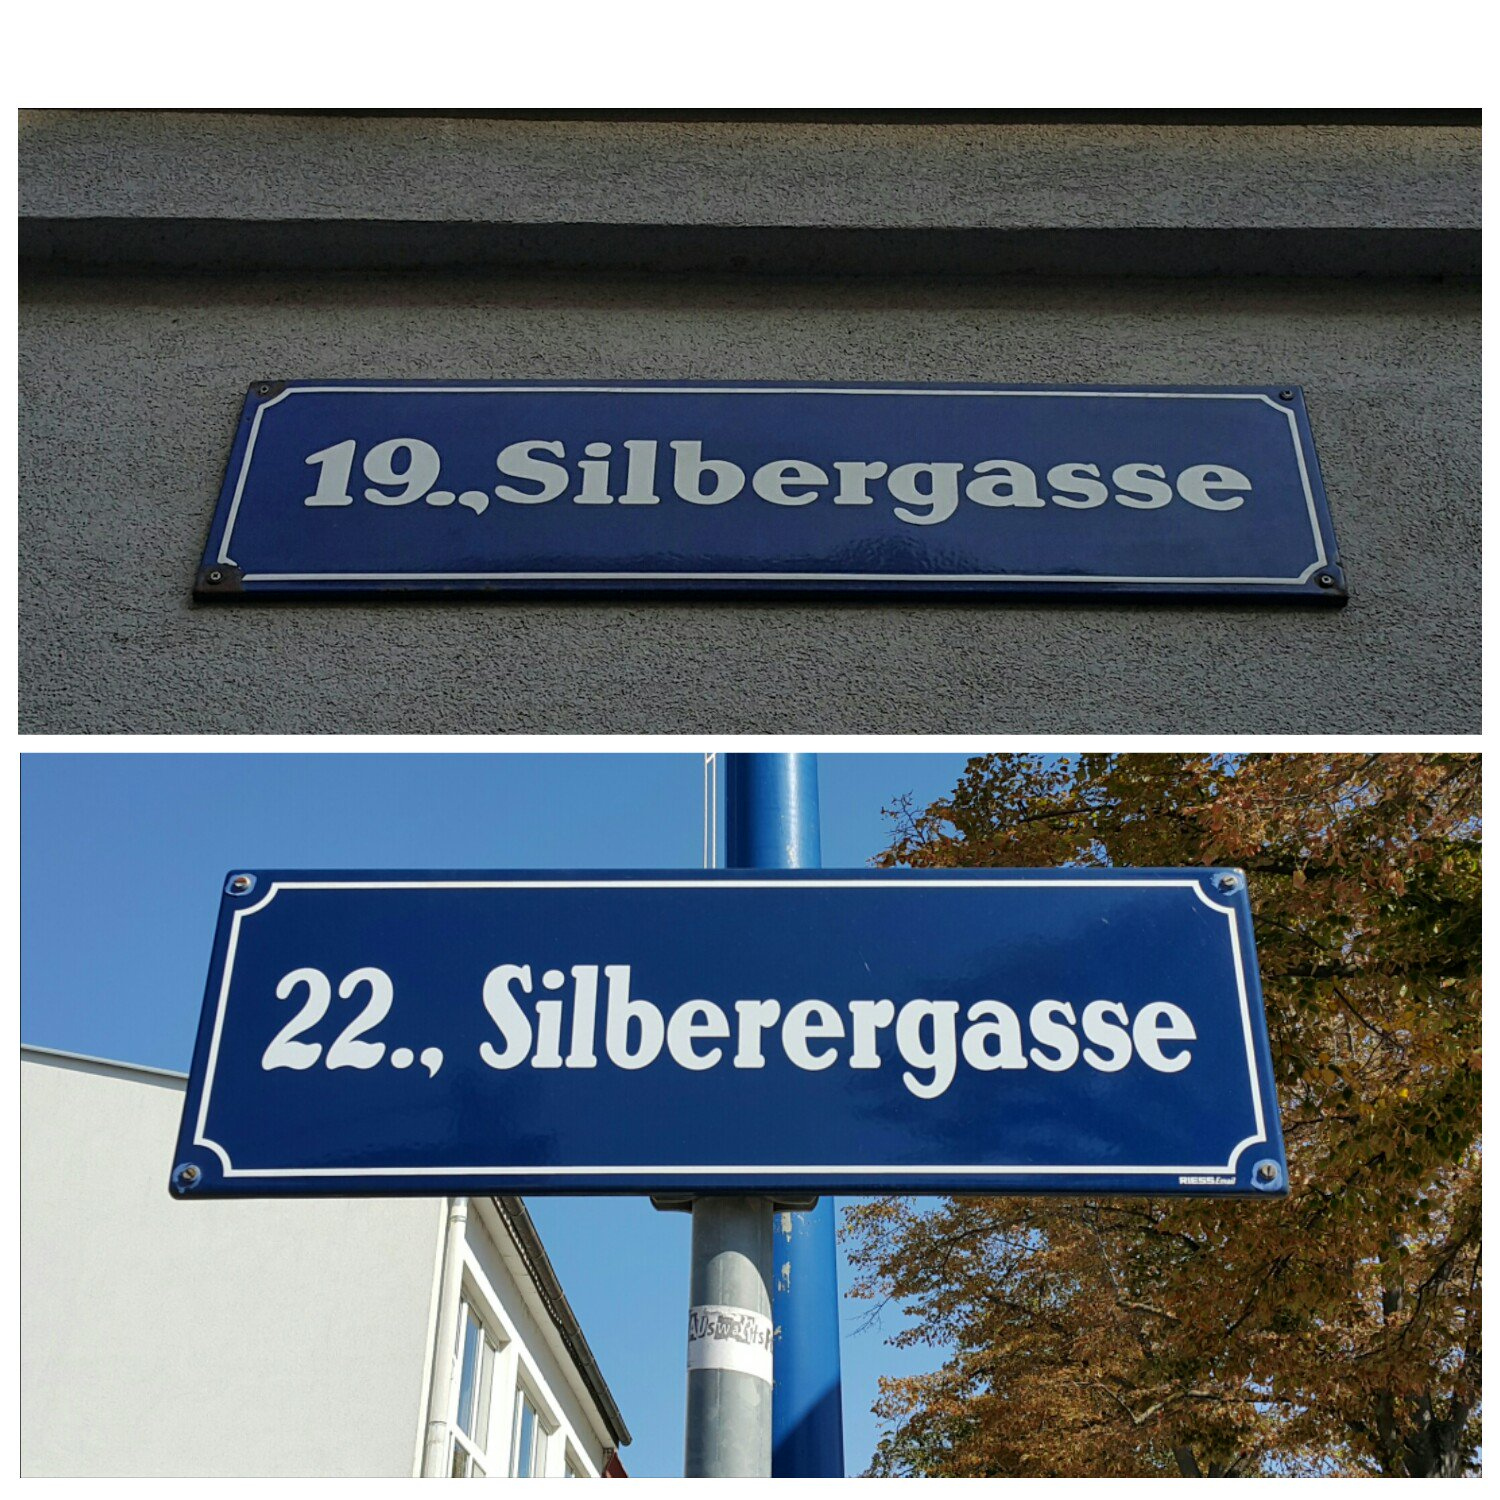 19.,Silbergasse
22., Silberergasse
RIESS Email